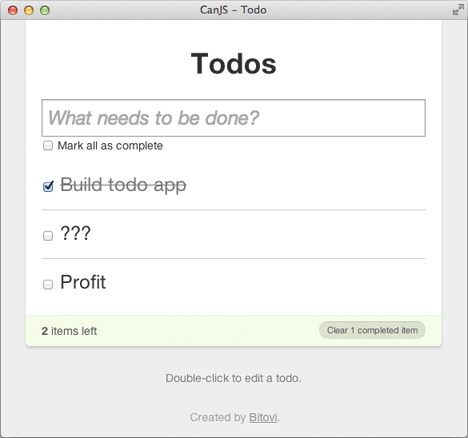 CanJS – Todo
Todos
What needs to be done?
Mark all as complete
Build todo app
???
Profit
2 items left
Clear 1 completed item
Double-click to edit a todo.
Created by Bitovi.